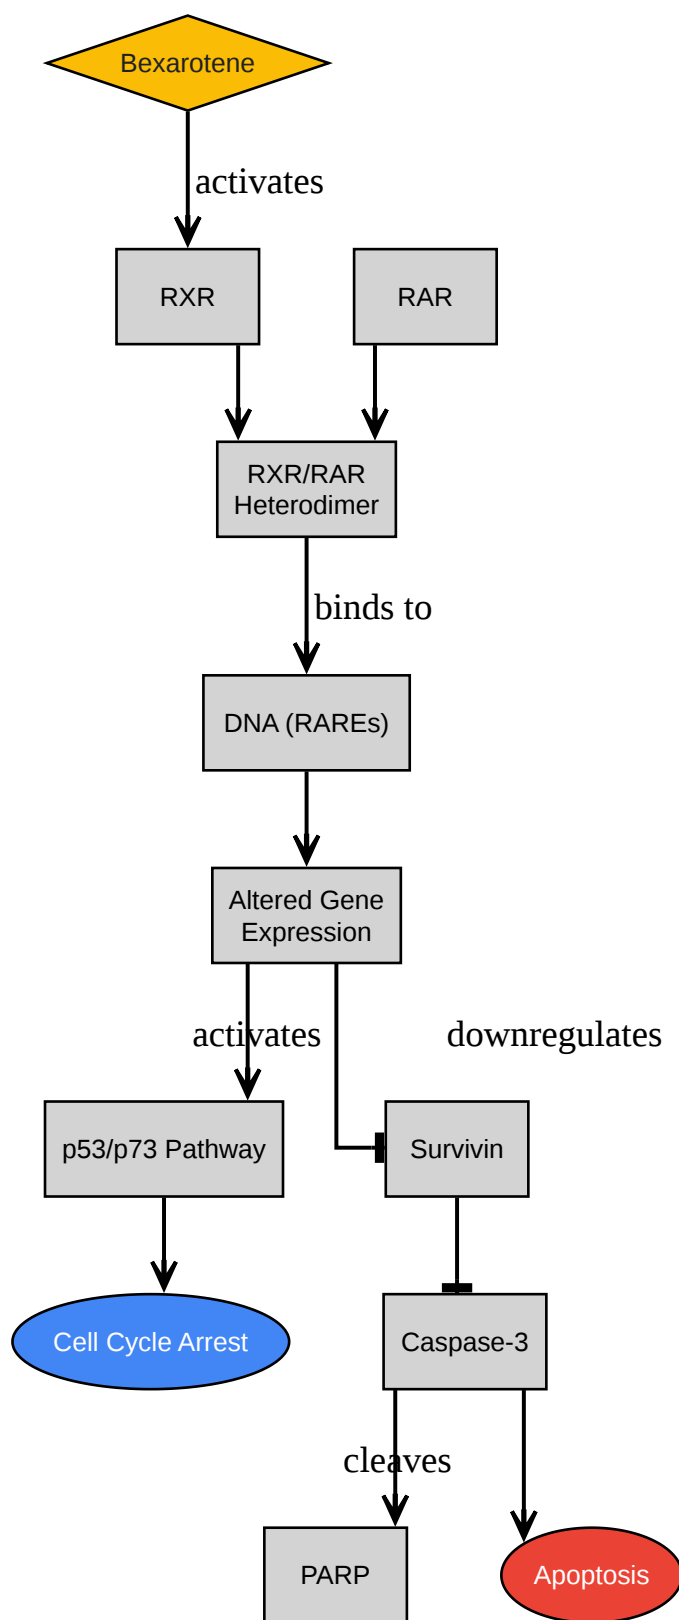 Bexarotene
activates
RXR
RAR
RXR/RAR
Heterodimer
binds to
DNA (RAREs)
Altered Gene
Expression
activates
downregulates
p53/p73 Pathway
Survivin
Cell Cycle Arrest
Caspase-3
cleaves
PARP
Apoptosis